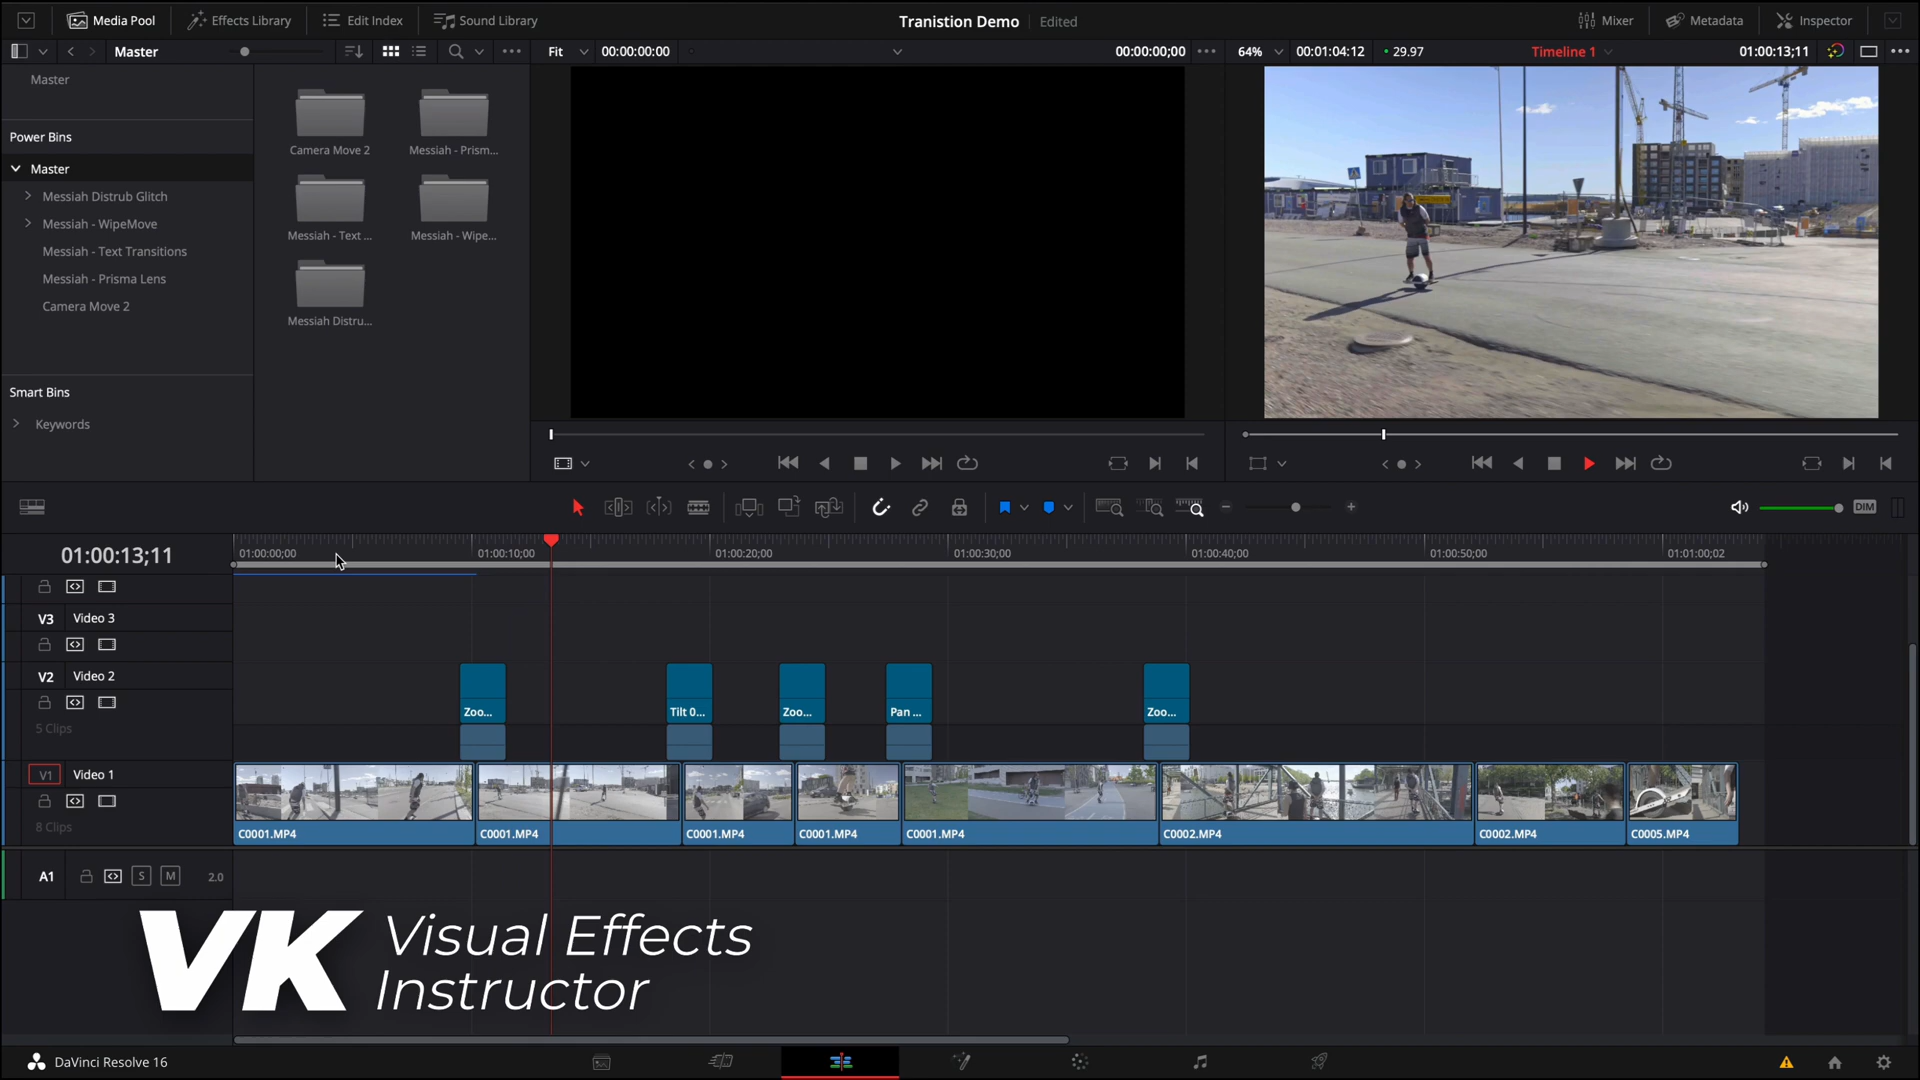 Media Pool
Effects Library
Edit Index
Sound Library
Tranistion Demo
Edited
Mixer
Metadata
Inspector
Master
Fit
00:00:00:00
00:00:00;00
64%
00:01:04:12
29.97
Timeline 1
01:00:13;11
Master
Power Bins
Master
Messiah Distrub Glitch
Messiah - WipeMove
Messiah - Text Transitions
Messiah - Prisma Lens
Camera Move 2
Smart Bins
Keywords
Camera Move 2
Messiah - Prism...
Messiah - Text ...
Messiah - Wipe...
Messiah Distru...
DIM
01:00:13;11
01:00:00;00
01:00:10;00
01:00:20;00
01:00:30;00
01:00:40;00
01:00:50;00
01:01:00;02
V3
Video 3
V2
Video 2
5 Clips
Zoo...
Tilt 0...
Zoo...
Pan ...
Zoo...
V1
Video 1
8 Clips
C0001.MP4
C0001.MP4
C0001.MP4
C0001.MP4
C0001.MP4
C0002.MP4
C0002.MP4
C0005.MP4
A1
S
M
2.0
VK
Visual Effects
Instructor
DaVinci Resolve 16